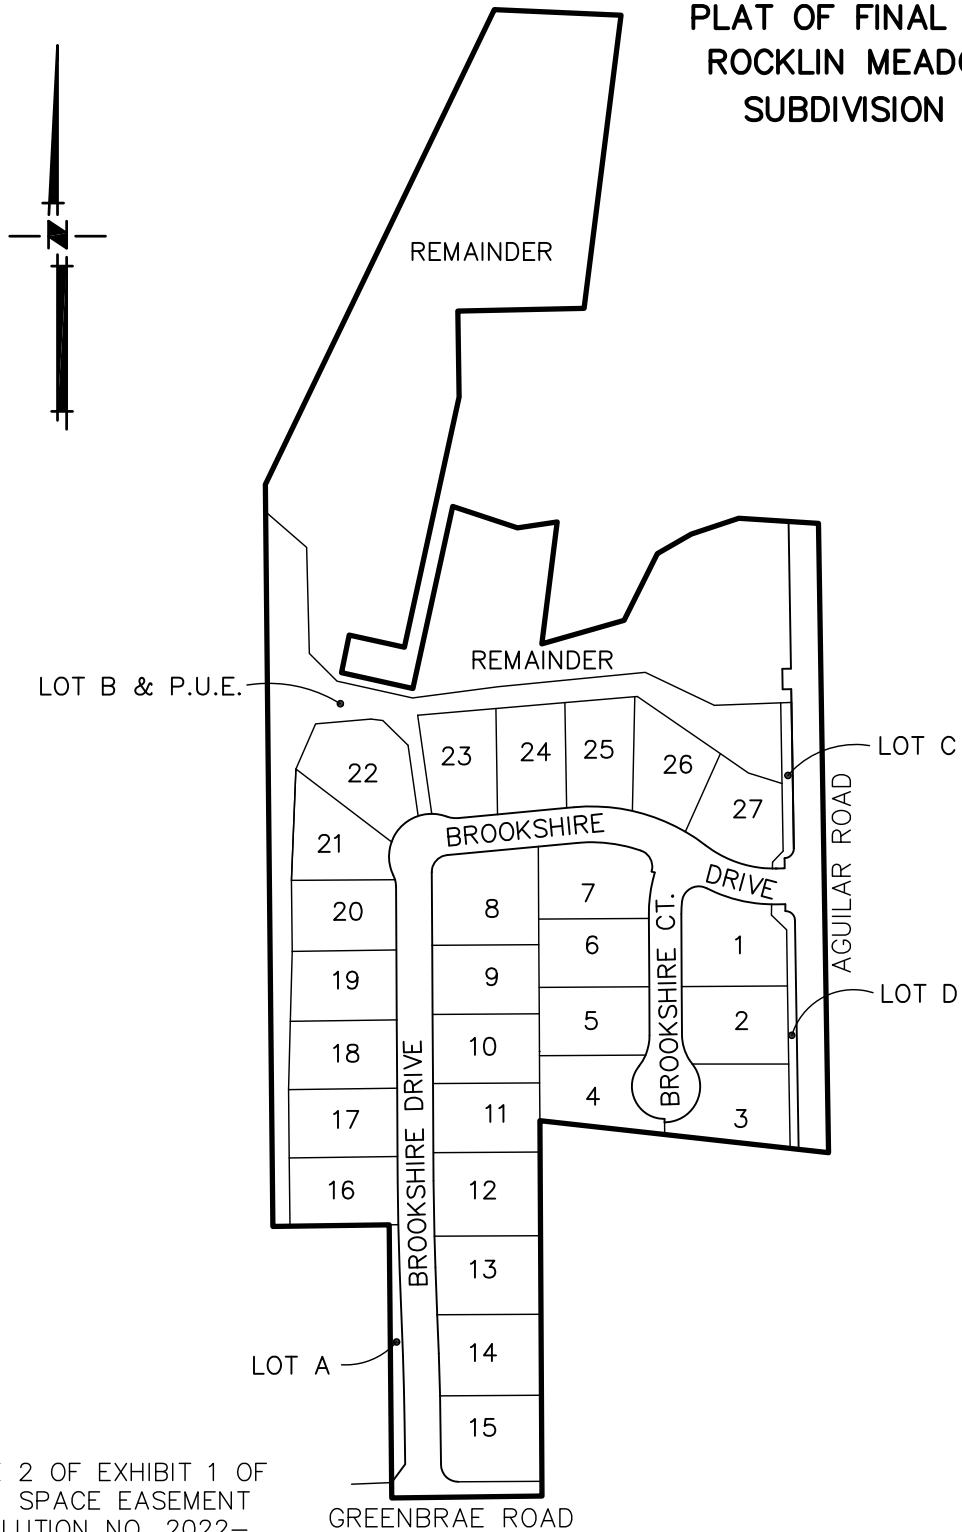 PLAT OF FINAL
ROCKLIN
SUBDIVISION
N
REMAINDER
REMAINDER
LOT B & P.U.E.
23
24
25
26
22
27
LOT C
21
BROOKSHIRE
DRIVE
AGUILAR ROAD
20
8
7
BROOKSHIRE CT.
1
6
19
9
LOT D
5
2
18
10
BROOKSHIRE DRIVE
4
17
11
3
16
12
13
LOT A
14
15
2 OF EXHIBIT 1 OF
SPACE EASEMENT
NO. 2022-
GREENBRAE ROAD